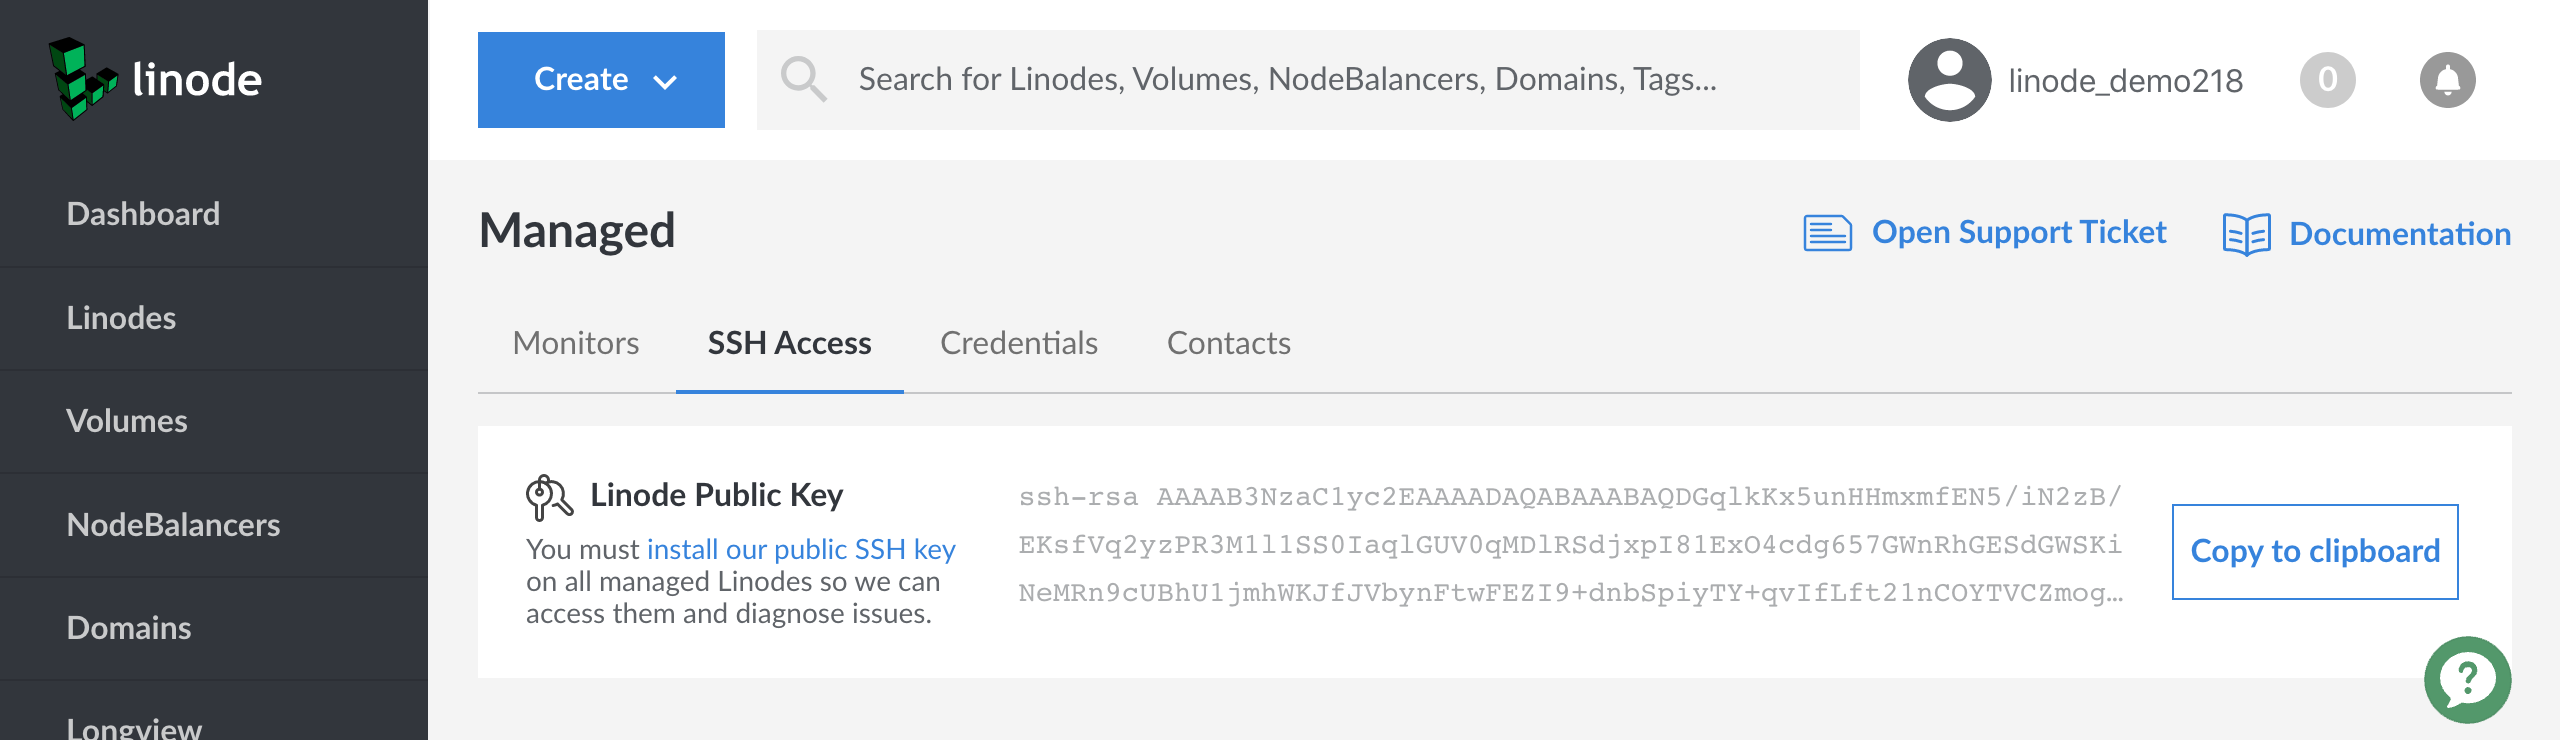 linode
Create
Search for Linodes, Volumes, NodeBalancers, Domains, Tags...
linode_demo218
0
Dashboard
Linodes
Volumes
NodeBalancers
Domains
Longview
Managed
Open Support Ticket
Documentation
Monitors
SSH Access
Credentials
Contacts
Linode Public Key
You must install our public SSH key
on all managed Linodes so we can
access them and diagnose issues.
ssh-rsa AAAAB3NzaC1yc2EAAAADAQABAAABAQDGqlkKx5unHHmxmfEN5/iN2zB/
EKsfVq2yzPR3M1l1SS0IaqlGUV0qMDlRSdjxpI81ExO4cdg657GWnRhGESdGWSKi
NeMRn9cUBhU1jmhWKJfJVbynFtwFEZI9+dnbSpiyTY+qvIfLft21nCOYTVCZmog…
Copy to clipboard
?